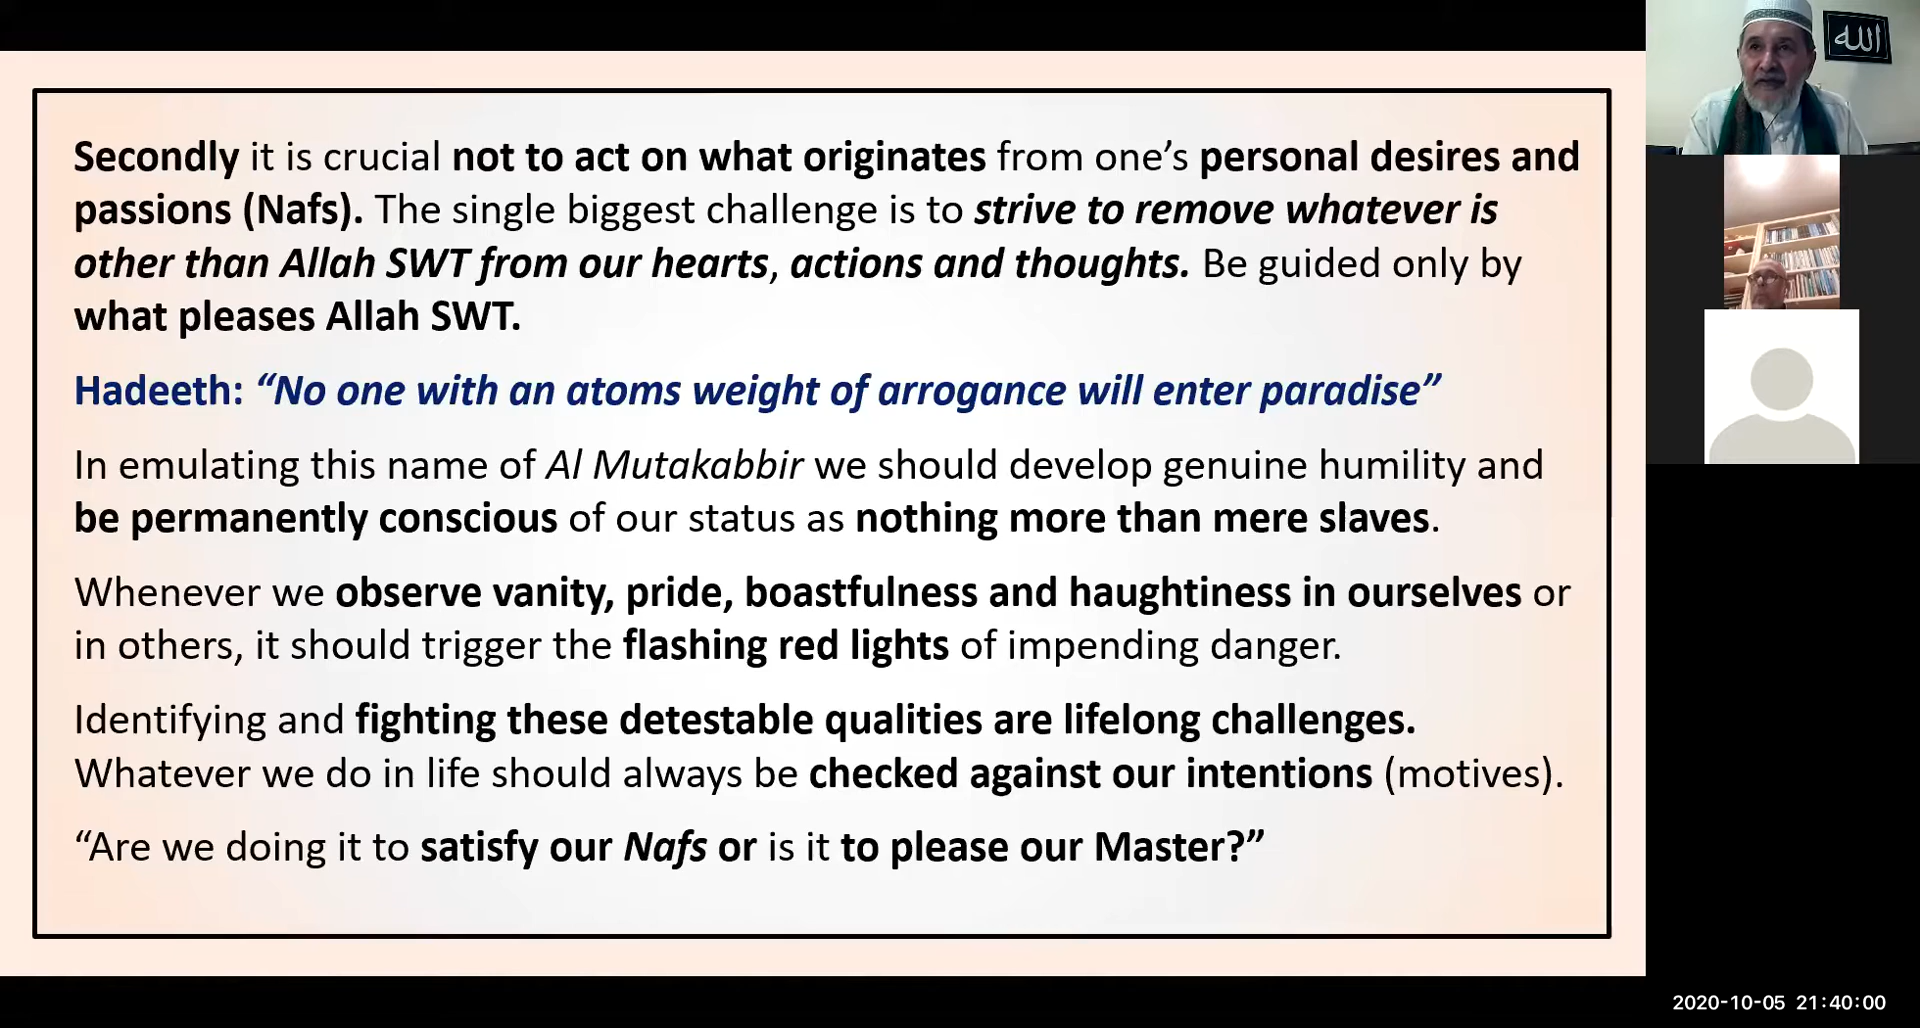 Secondly it is crucial not to act on what originates from one’s personal desires and
passions (Nafs). The single biggest challenge is to strive to remove whatever is
other than Allah SWT from our hearts, actions and thoughts. Be guided only by
what pleases Allah SWT.
Hadeeth: “No one with an atoms weight of arrogance will enter paradise”
In emulating this name of Al Mutakabbir we should develop genuine humility and
be permanently conscious of our status as nothing more than mere slaves.
Whenever we observe vanity, pride, boastfulness and haughtiness in ourselves or
in others, it should trigger the flashing red lights of impending danger.
Identifying and fighting these detestable qualities are lifelong challenges.
Whatever we do in life should always be checked against our intentions (motives).
“Are we doing it to satisfy our Nafs or is it to please our Master?”
الله
2020-10-05 21:40:00